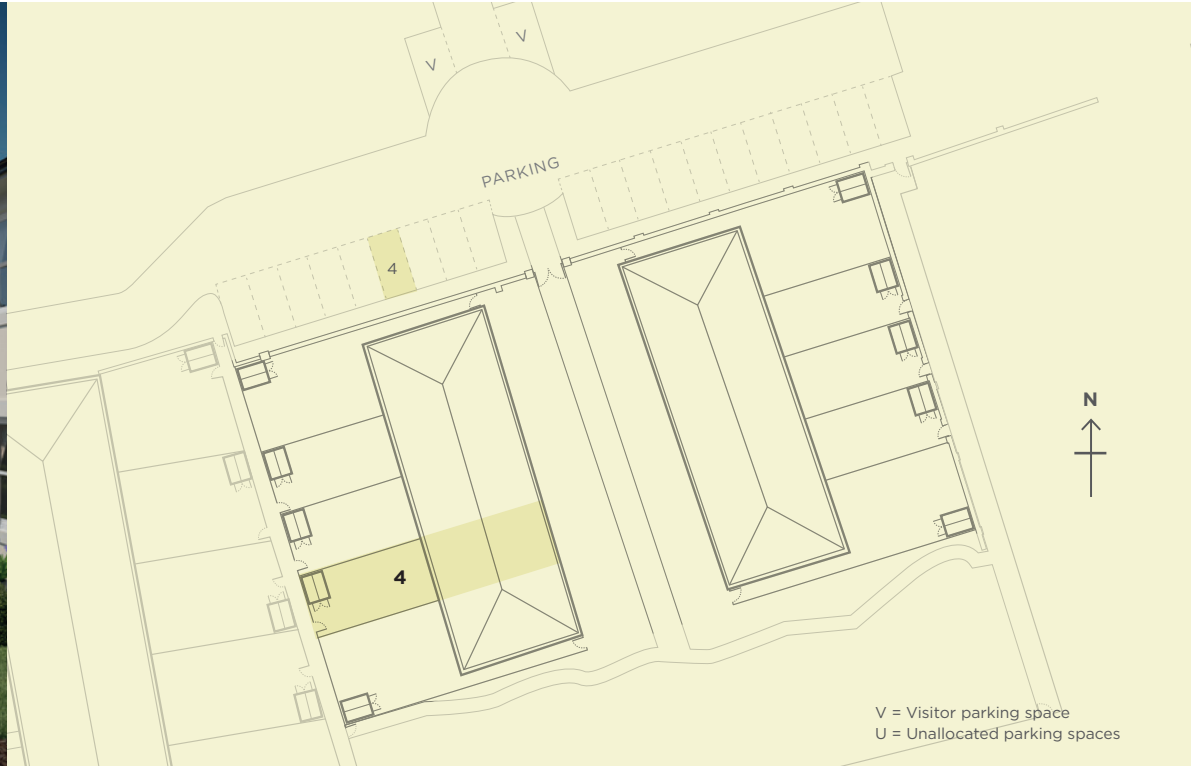 V
V
PARKING
4
4
N
V = Visitor parking space
U = Unallocated parking spaces